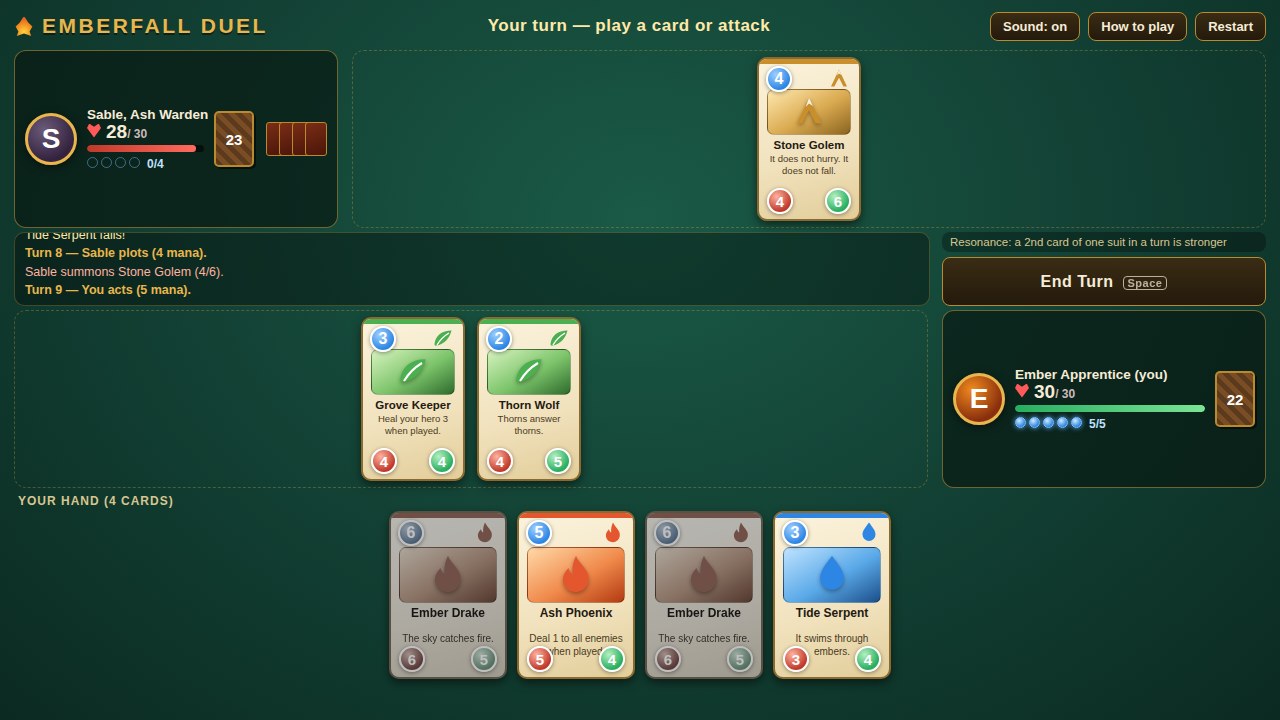 EMBERFALL DUEL
Your turn — play a card or attack
Sound: on
How to play
Restart
S
Sable, Ash Warden
28/ 30
0/4
23
4
Stone Golem
It does not hurry. It
does not fall.
4
6
Tide Serpent falls!
Turn 8 — Sable plots (4 mana).
Sable summons Stone Golem (4/6).
Turn 9 — You acts (5 mana).
Resonance: a 2nd card of one suit in a turn is stronger
End Turn Space
3
Grove Keeper
Heal your hero 3
when played.
4
4
2
Thorn Wolf
Thorns answer
thorns.
4
5
E
Ember Apprentice (you)
30/ 30
5/5
22
YOUR HAND (4 CARDS)
6
Ember Drake
The sky catches fire.
6
5
5
Ash Phoenix
Deal 1 to all enemies
when played.
5
4
6
Ember Drake
The sky catches fire.
6
5
3
Tide Serpent
It swims through
embers.
3
4